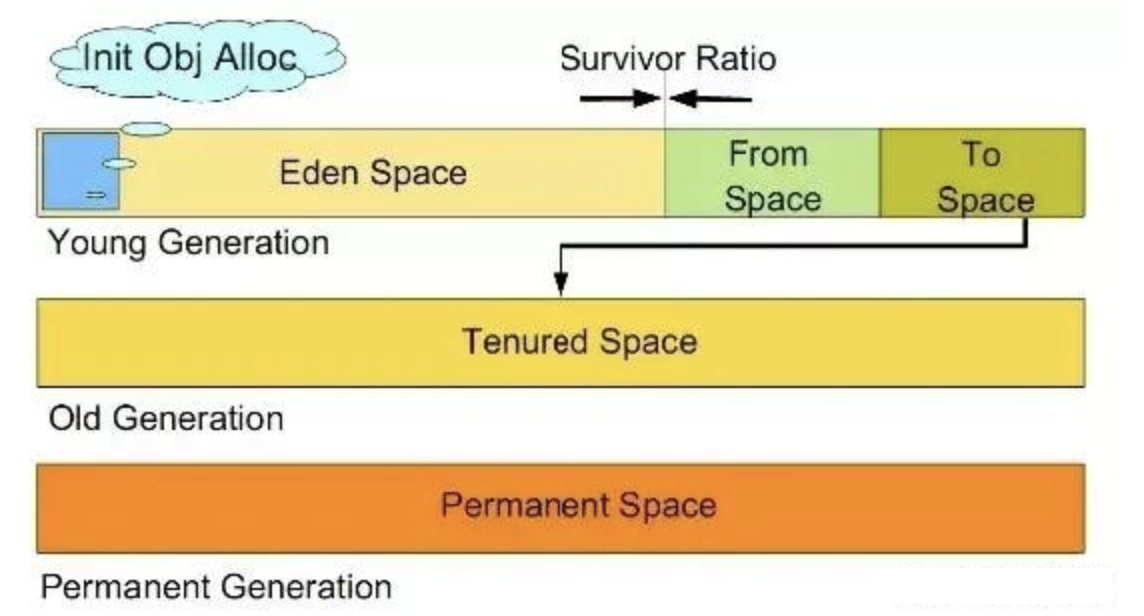 Init Obj Alloc
Survivor Ratio
Eden Space
From
Space
To
Space
Young Generation
Tenured Space
Old Generation
Permanent Space
Permanent Generation